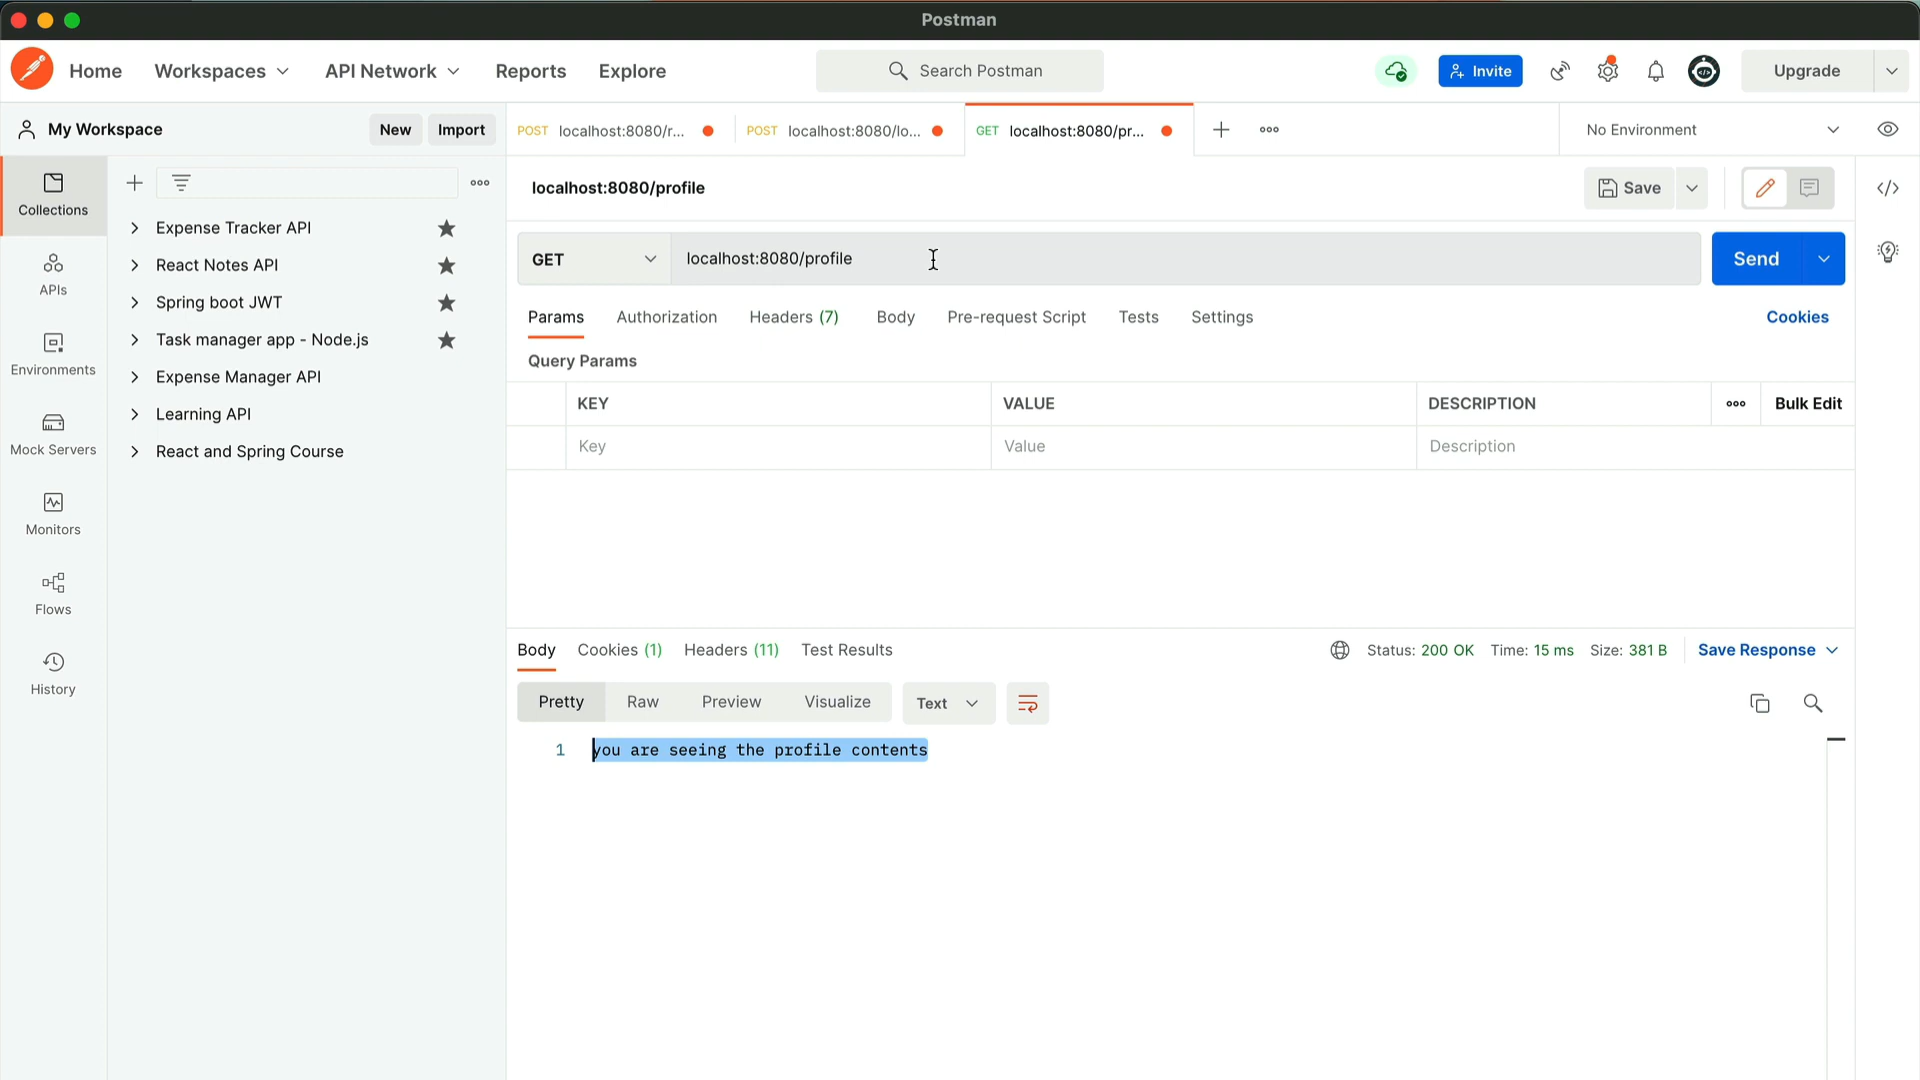 Postman
Home Workspaces API Network Reports Explore Search Postman Invite Upgrade
My Workspace New Import POST localhost:8080/r... POST localhost:8080/lo... GET localhost:8080/pr... No Environment
Collections
APIs
Environments
Mock Servers
Monitors
Flows
History
Expense Tracker API
React Notes API
Spring boot JWT
Task manager app - Node.js
Expense Manager API
Learning API
React and Spring Course
localhost:8080/profile Save
GET localhost:8080/profile Send
Params Authorization Headers (7) Body Pre-request Script Tests Settings Cookies
Query Params
KEY VALUE DESCRIPTION Bulk Edit
Key Value Description
Body Cookies (1) Headers (11) Test Results Status: 200 OK Time: 15 ms Size: 381 B Save Response
Pretty Raw Preview Visualize Text
1 you are seeing the profile contents